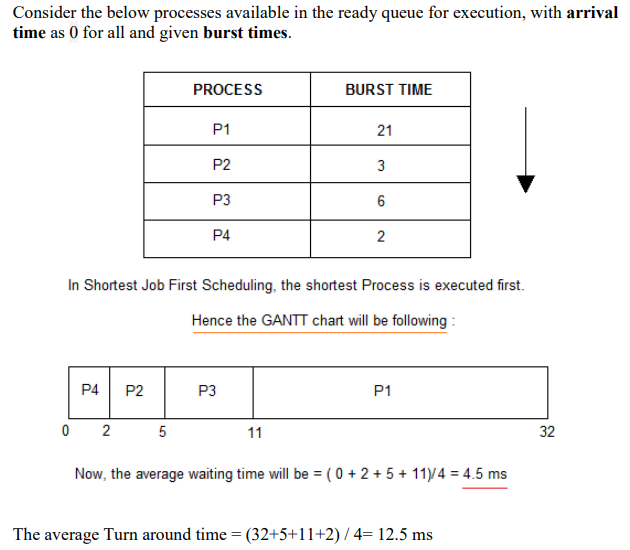 Consider the below processes available in the ready queue for execution, with arrival
time as 0 for all and given burst times.
PROCESS BURST TIME
P1 21
P2 3
P3 6
P4 2
In Shortest Job First Scheduling, the shortest Process is executed first.
Hence the GANTT chart will be following :
P4 P2 P3 P1
0 2 5 11 32
Now, the average waiting time will be = ( 0 + 2 + 5 + 11)/4 = 4.5 ms
The average Turn around time = (32+5+11+2) / 4= 12.5 ms